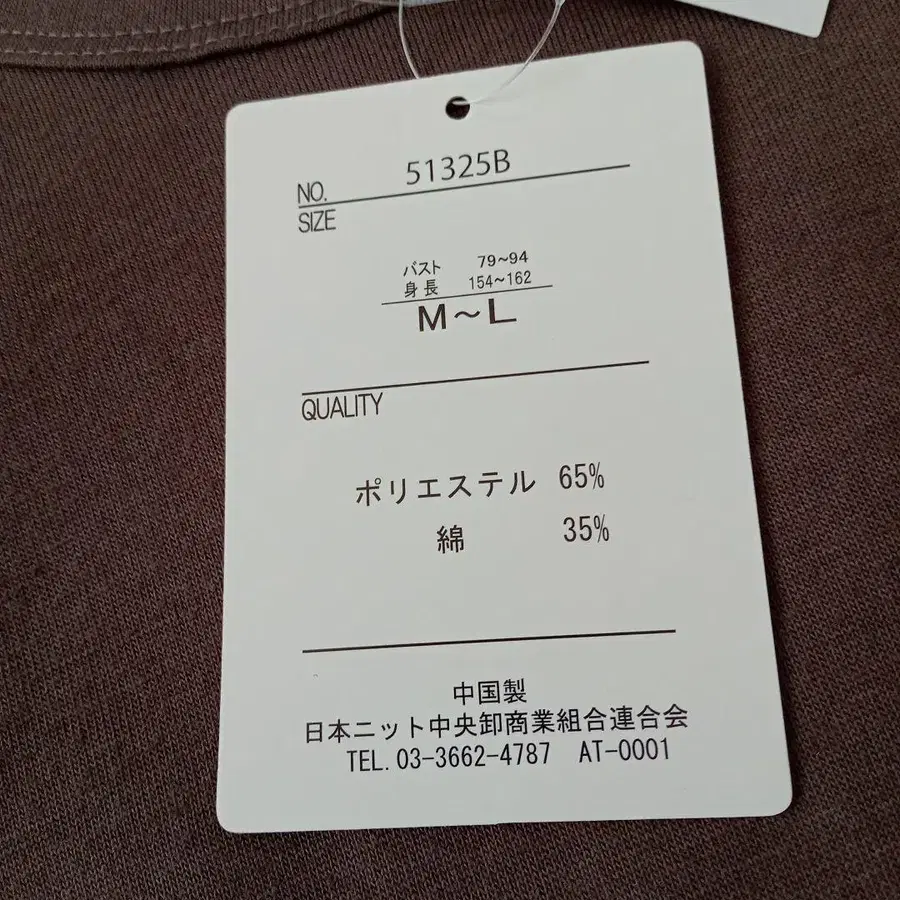 NO. 51325B
SIZE
バスト 79~94
身長 154~162
M~L
QUALITY
ポリエステル 65%
綿 35%
中国製
日本ニット中央卸商業組合連合会
TEL.03-3662-4787 AT-0001